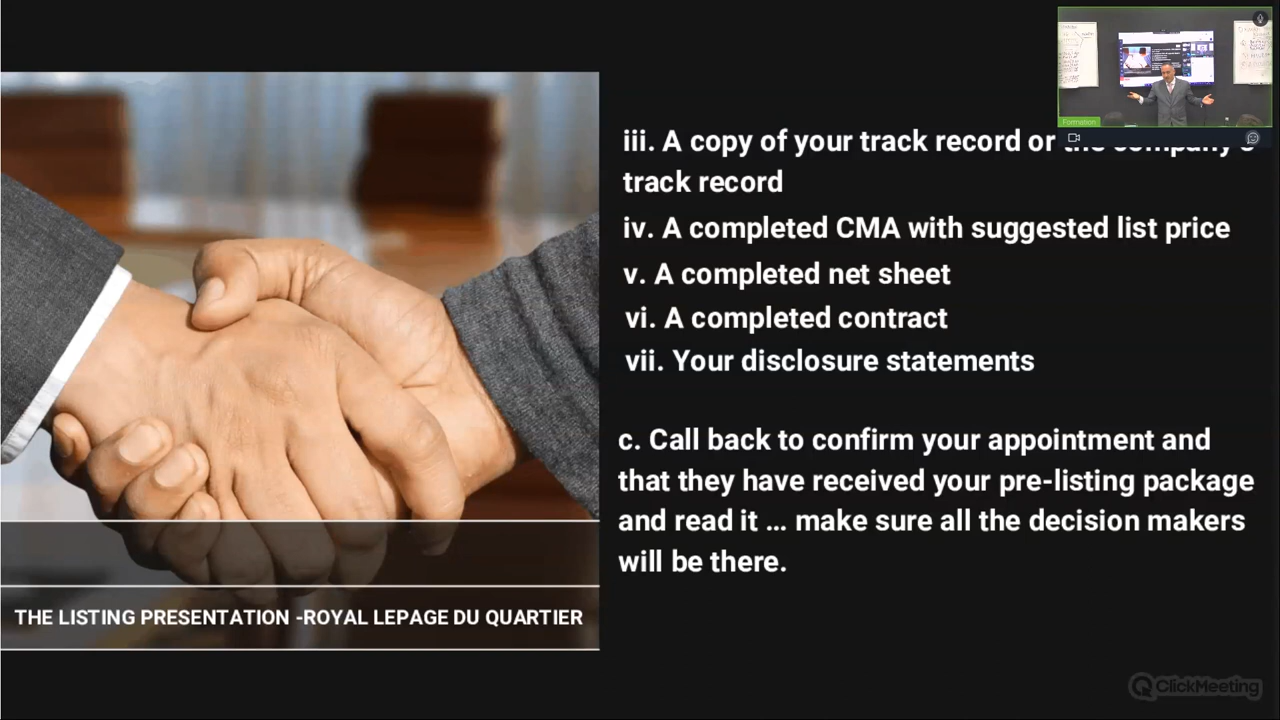 Formation
iii. A copy of your track record or
track record
iv. A completed CMA with suggested list price
v. A completed net sheet
vi. A completed contract
vii. Your disclosure statements
c. Call back to confirm your appointment and
that they have received your pre-listing package
and read it ... make sure all the decision makers
will be there.
THE LISTING PRESENTATION -ROYAL LEPAGE DU QUARTIER
ClickMeeting